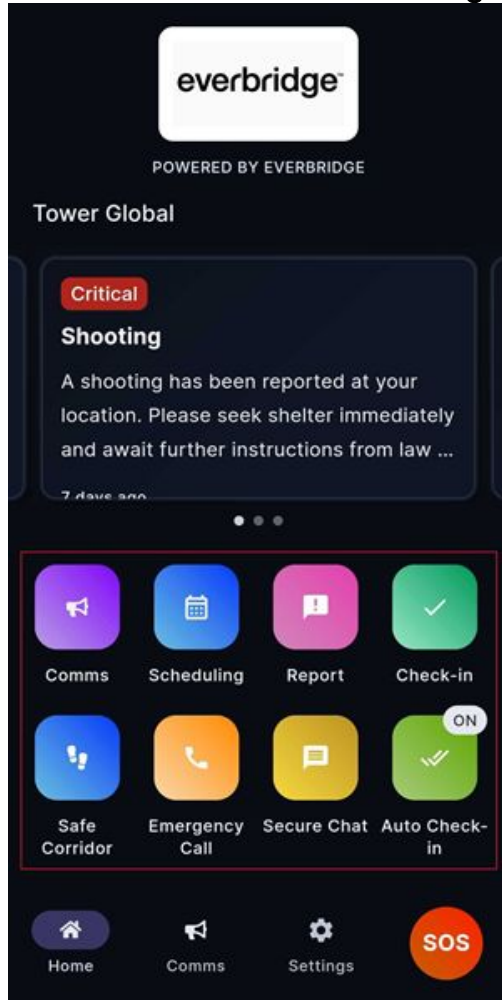 everbridge
POWERED BY EVERBRIDGE
Tower Global
Critical
Shooting
A shooting has been reported at your
location. Please seek shelter immediately
and await further instructions from law ...
7 days ago
Comms Scheduling Report Check-in
ON
Safe Emergency Secure Chat Auto Check-
Corridor Call in
Home Comms Settings SOS